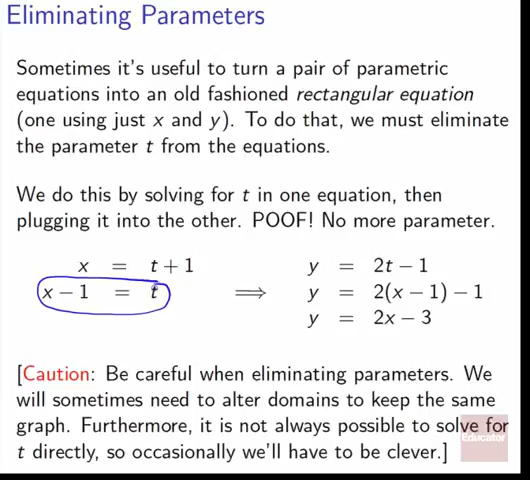 Eliminating Parameters
Sometimes it's useful to turn a pair of parametric
equations into an old fashioned rectangular equation
(one using just x and y). To do that, we must eliminate
the parameter t from the equations.
We do this by solving for t in one equation, then
plugging it into the other. POOF! No more parameter.
x = t + 1
x − 1 = t
⟹
y = 2t − 1
y = 2(x − 1) − 1
y = 2x − 3
[Caution: Be careful when eliminating parameters. We
will sometimes need to alter domains to keep the same
graph. Furthermore, it is not always possible to solve for
t directly, so occasionally we'll have to be clever.]
Educator